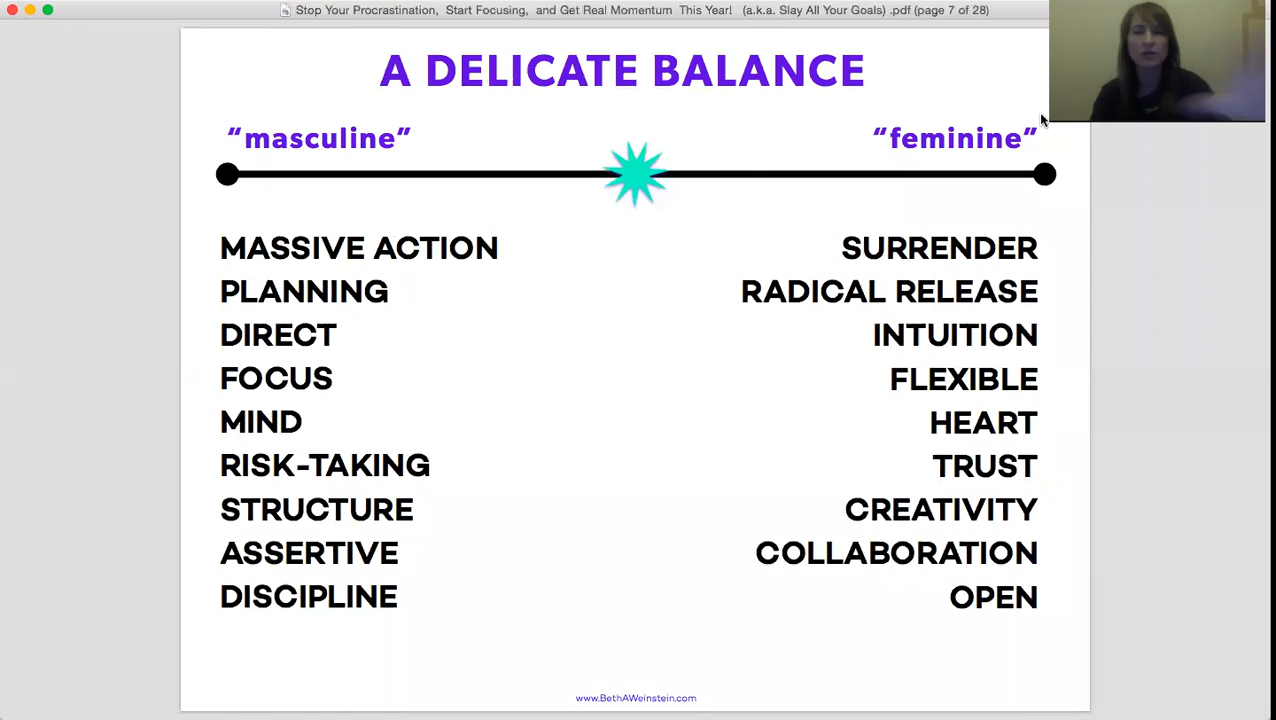 Stop Your Procrastination, Start Focusing, and Get Real Momentum This Year! (a.k.a. Slay All Your Goals) .pdf (page 7 of 28)
A DELICATE BALANCE
“masculine” “feminine”
MASSIVE ACTION SURRENDER
PLANNING RADICAL RELEASE
DIRECT INTUITION
FOCUS FLEXIBLE
MIND HEART
RISK-TAKING TRUST
STRUCTURE CREATIVITY
ASSERTIVE COLLABORATION
DISCIPLINE OPEN
www.BethAWeinstein.com